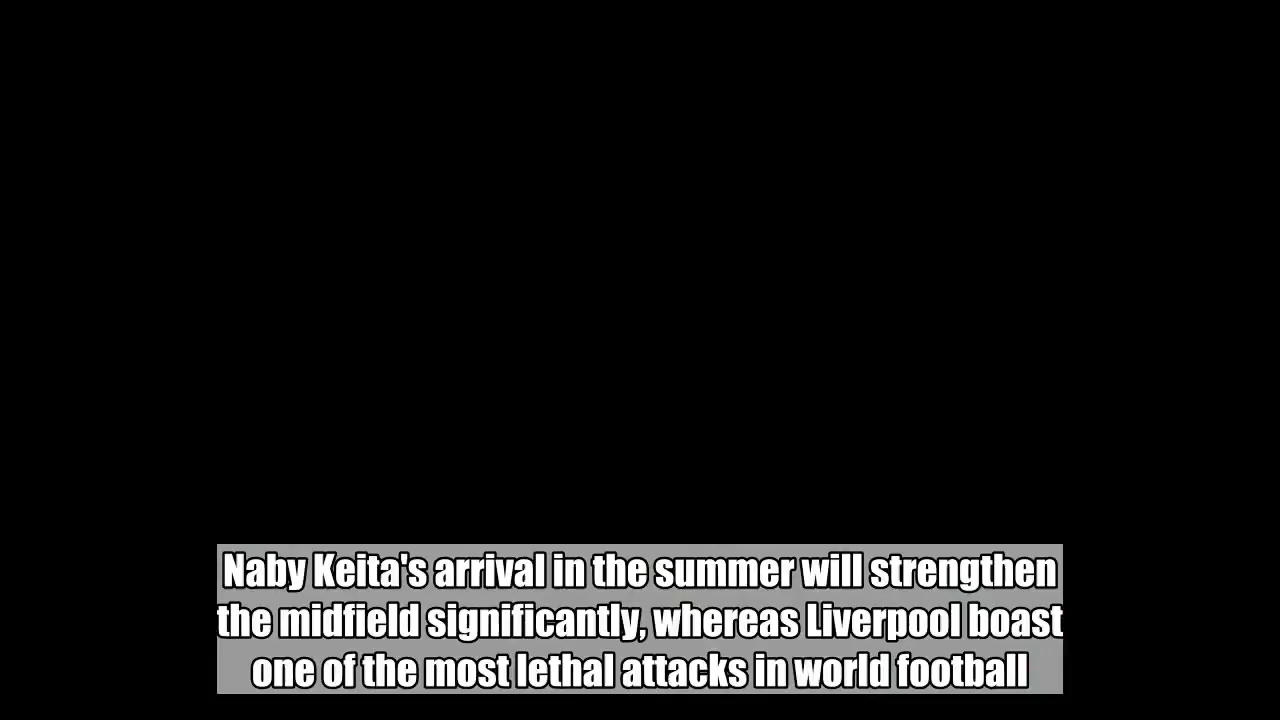 Naby Keita's arrival in the summer will strengthen
the midfield significantly, whereas Liverpool boast
one of the most lethal attacks in world football